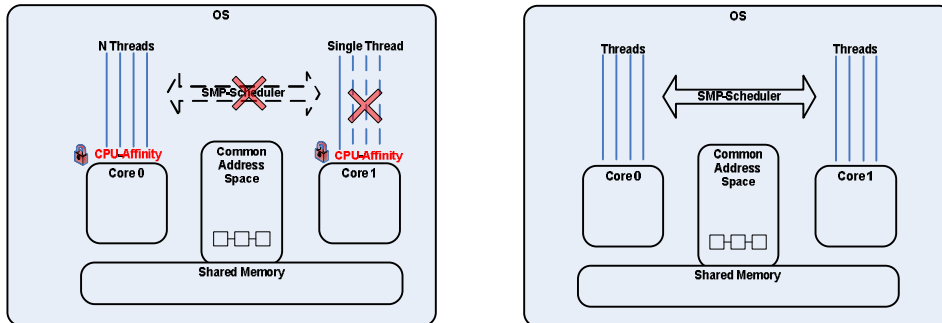 OS
N Threads
Single Thread
SMP-Scheduler
CPU-Affinity
CPU-Affinity
Core 0
Common
Address
Space
Core 1
Shared Memory
OS
Threads
Threads
SMP-Scheduler
Core 0
Common
Address
Space
Core 1
Shared Memory